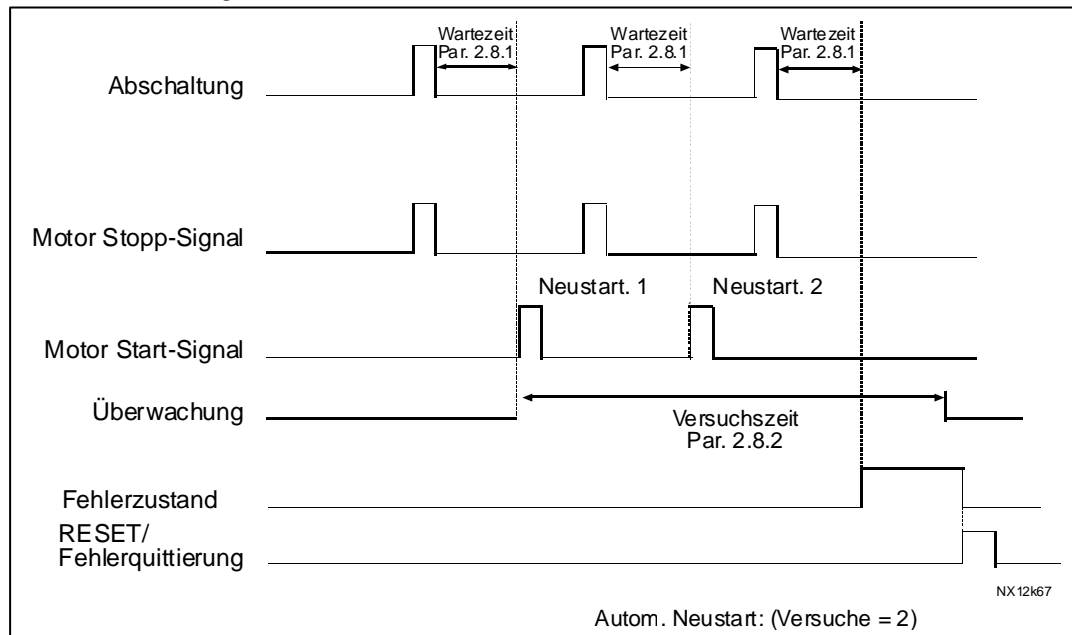 Wartezeit Wartezeit Wartezeit
Par. 2.8.1 Par. 2.8.1 Par. 2.8.1
Abschaltung
Motor Stopp-Signal
Neustart. 1 Neustart. 2
Motor Start-Signal
Überwachung
Versuchszeit
Par. 2.8.2
Fehlerzustand
RESET/
Fehlerquittierung
NX12k67
Autom. Neustart: (Versuche = 2)